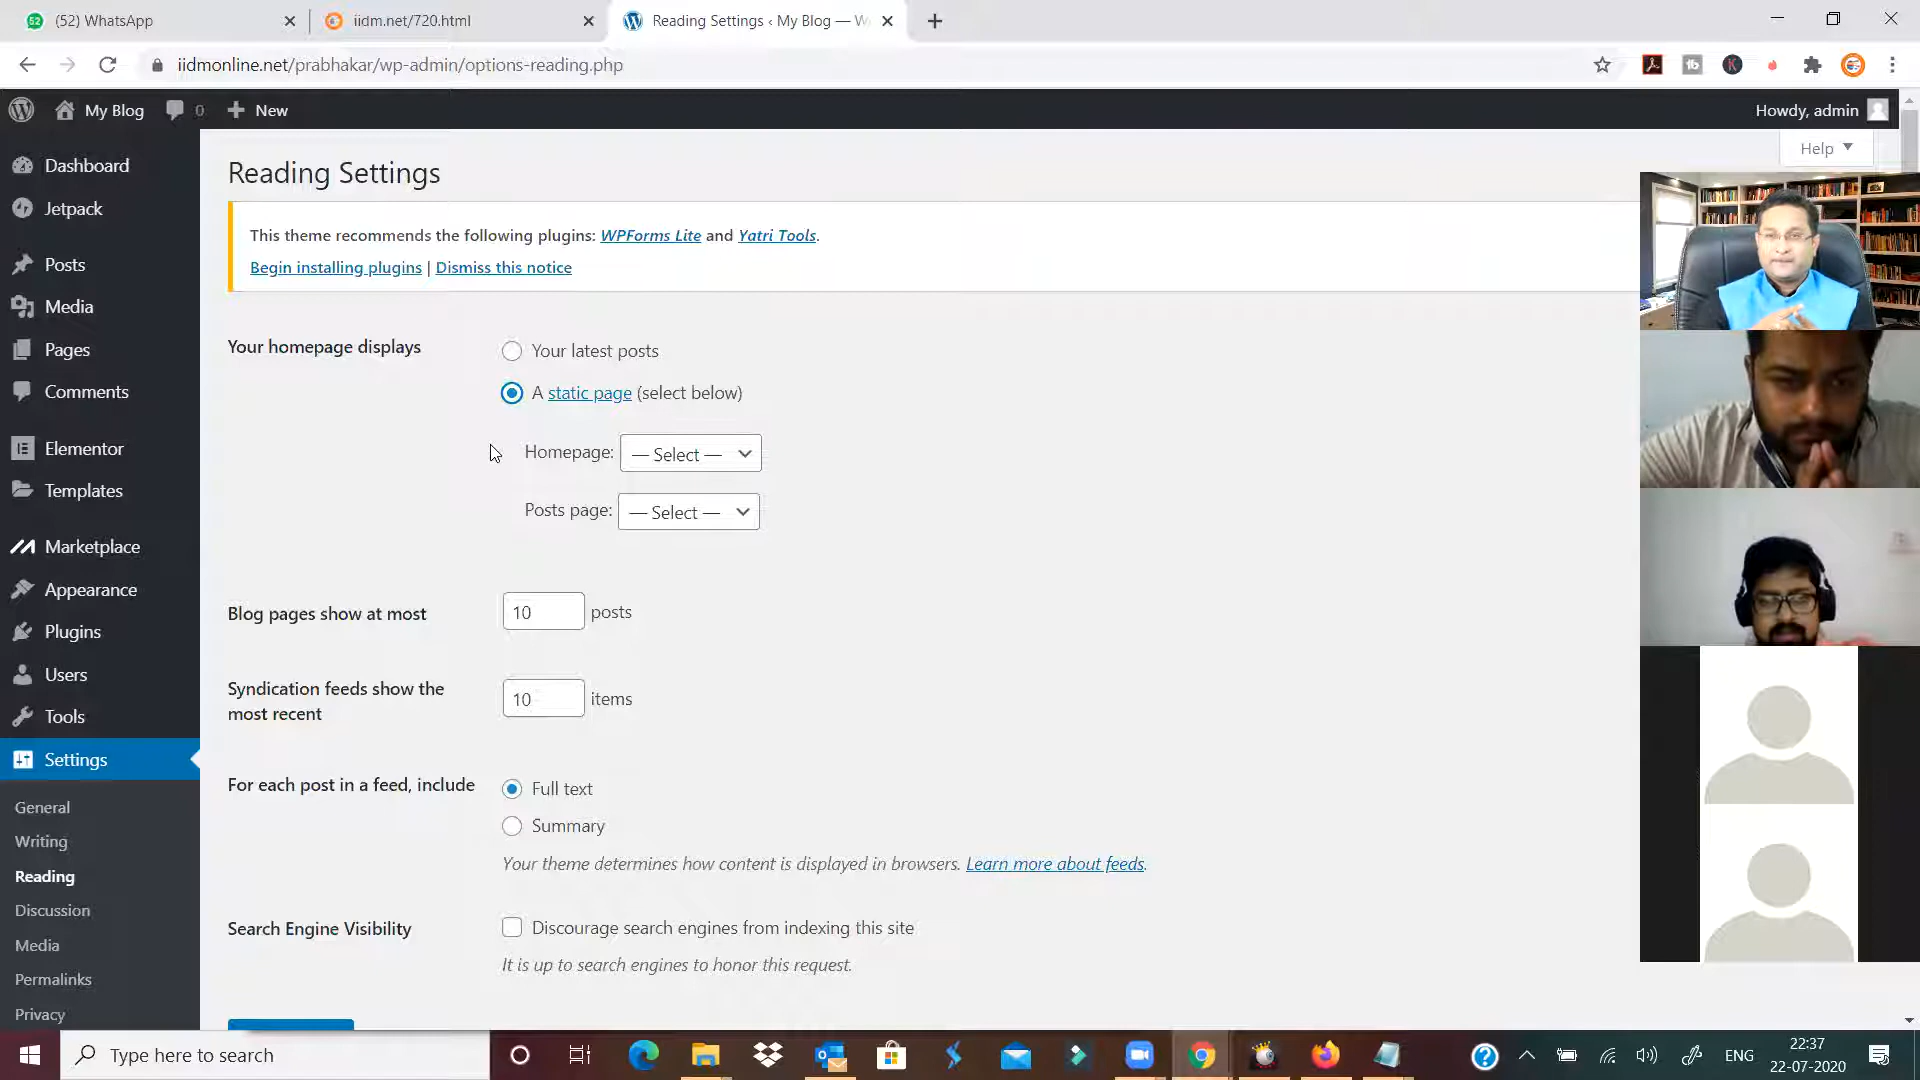 (52) WhatsApp
iidm.net/720.html
Reading Settings ‹ My Blog — W
iidmonline.net/prabhakar/wp-admin/options-reading.php
My Blog 0 New
Howdy, admin
Help
Dashboard
Jetpack
Posts
Media
Pages
Comments
Elementor
Templates
Marketplace
Appearance
Plugins
Users
Tools
Settings
General
Writing
Reading
Discussion
Media
Permalinks
Privacy
Reading Settings
This theme recommends the following plugins: WPForms Lite and Yatri Tools.
Begin installing plugins | Dismiss this notice
Your homepage displays
Your latest posts
A static page (select below)
Homepage: — Select —
Posts page: — Select —
Blog pages show at most 10 posts
Syndication feeds show the
most recent
10 items
For each post in a feed, include
Full text
Summary
Your theme determines how content is displayed in browsers. Learn more about feeds.
Search Engine Visibility
Discourage search engines from indexing this site
It is up to search engines to honor this request.
Type here to search
ENG
22:37
22-07-2020